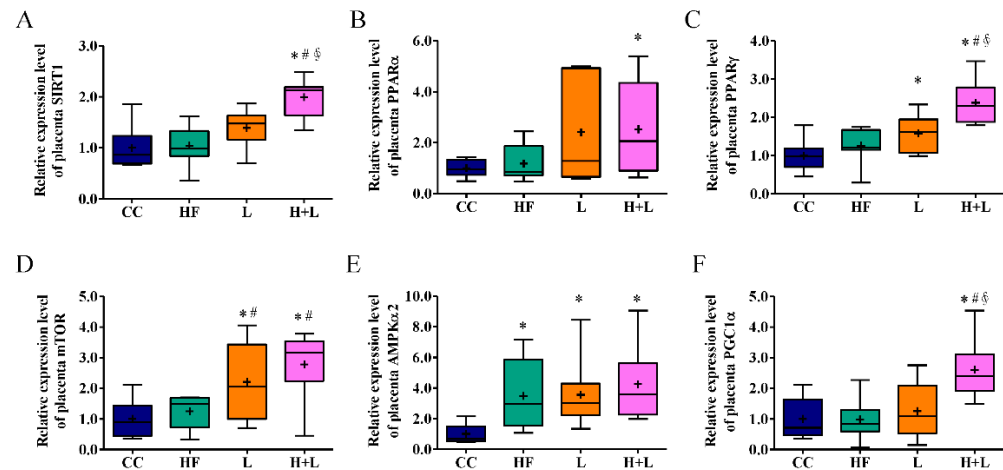 A
Relative expression level
of placenta SIRT1
3.0
2.0
1.0
0.0
* # §
CC HF L H+L
B
Relative expression level
of placenta PPARα
6.0
4.0
2.0
0.0
*
CC HF L H+L
C
Relative expression level
of placenta PPARγ
4.0
3.0
2.0
1.0
0.0
*
* # §
CC HF L H+L
D
Relative expression level
of placenta mTOR
5.0
4.0
3.0
2.0
1.0
0.0
* #
* #
CC HF L H+L
E
Relative expression level
of placenta AMPKα2
10.0
8.0
6.0
4.0
2.0
0.0
*
*
*
CC HF L H+L
F
Relative expression level
of placenta PGC1α
5.0
4.0
3.0
2.0
1.0
0.0
* # §
CC HF L H+L